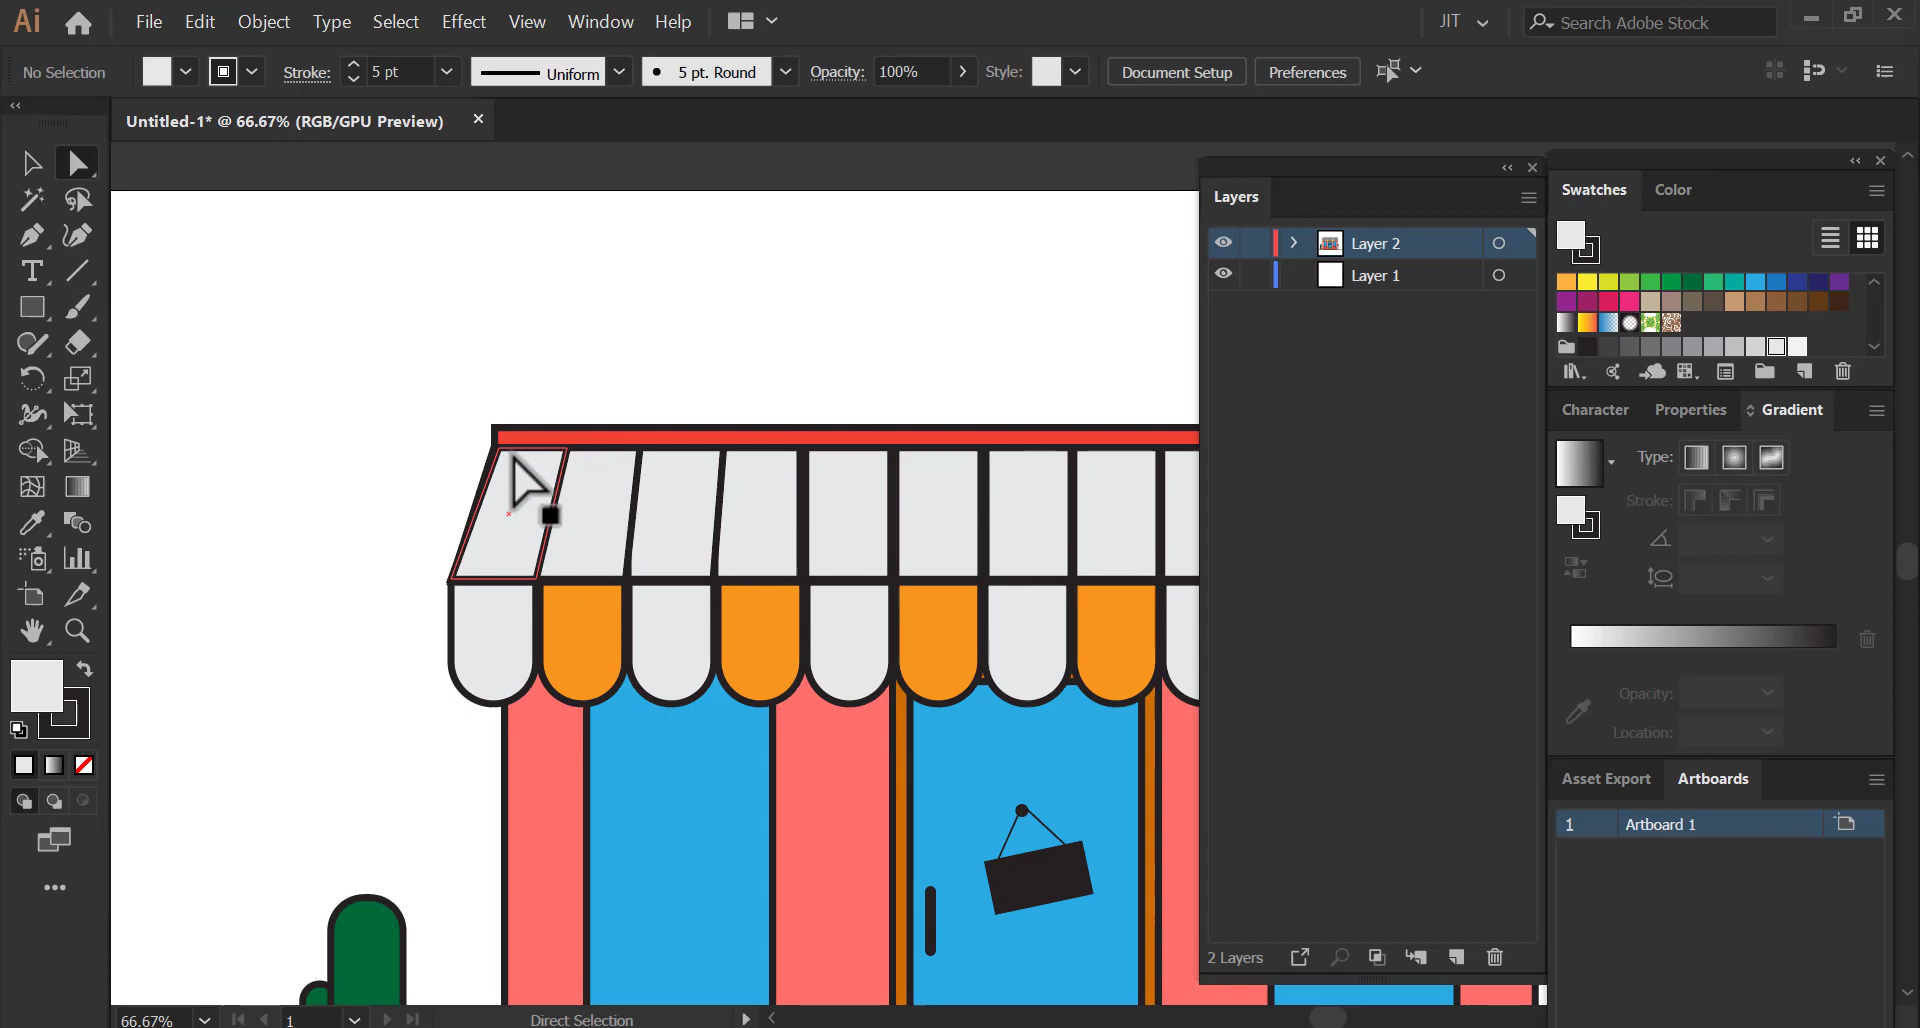 Ai File Edit Object Type Select Effect View Window Help JIT Search Adobe Stock
No Selection Stroke: 5 pt Uniform 5 pt. Round Opacity: 100% Style: Document Setup Preferences
Untitled-1* @ 66.67% (RGB/GPU Preview)
Layers
Layer 2
Layer 1
2 Layers
Swatches Color
Character Properties Gradient
Type:
Stroke:
Opacity:
Location:
Asset Export Artboards
1 Artboard 1
66.67% 1 Direct Selection